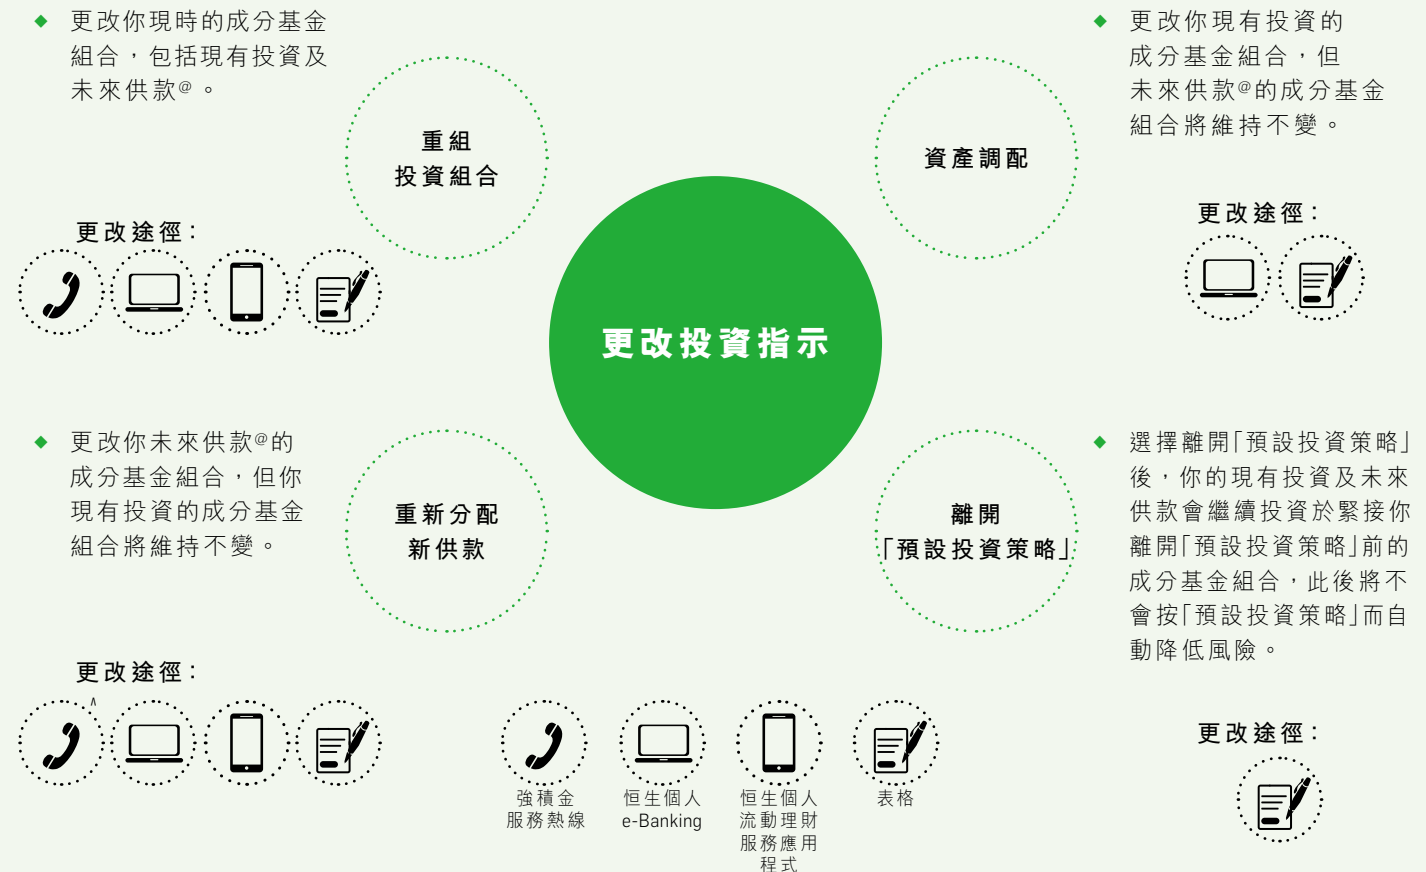 更改你現時的成分基金
組合，包括現有投資及
未來供款@。
重組
投資組合
更改途徑：
資產調配
更改你現有投資的
成分基金組合，但
未來供款@的成分基金
組合將維持不變。
更改途徑：
更改投資指示
更改你未來供款@的
成分基金組合，但你
現有投資的成分基金
組合將維持不變。
重新分配
新供款
更改途徑：
^
離開
「預設投資策略」
選擇離開「預設投資策略」
後，你的現有投資及未來
供款會繼續投資於緊接你
離開「預設投資策略」前的
成分基金組合，此後將不
會按「預設投資策略」而自
動降低風險。
更改途徑：
強積金
服務熱線
恒生個人
e-Banking
恒生個人
流動理財
服務應用
程式
表格